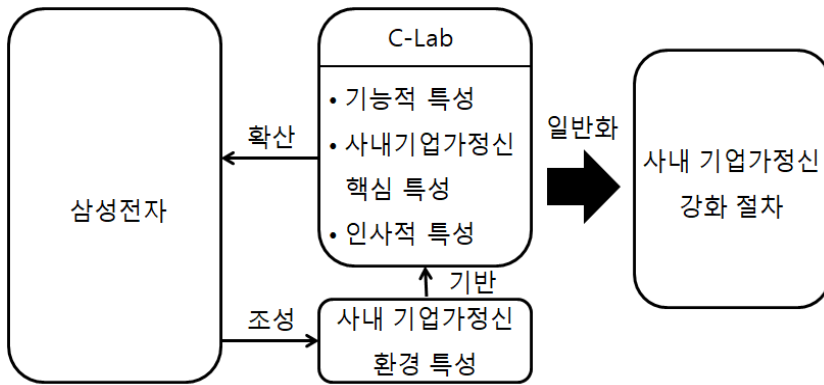 C-Lab
• 기능적 특성
• 사내기업가정신
핵심 특성
• 인사적 특성
확산
삼성전자
조성
기반
사내 기업가정신
환경 특성
일반화
사내 기업가정신
강화 절차